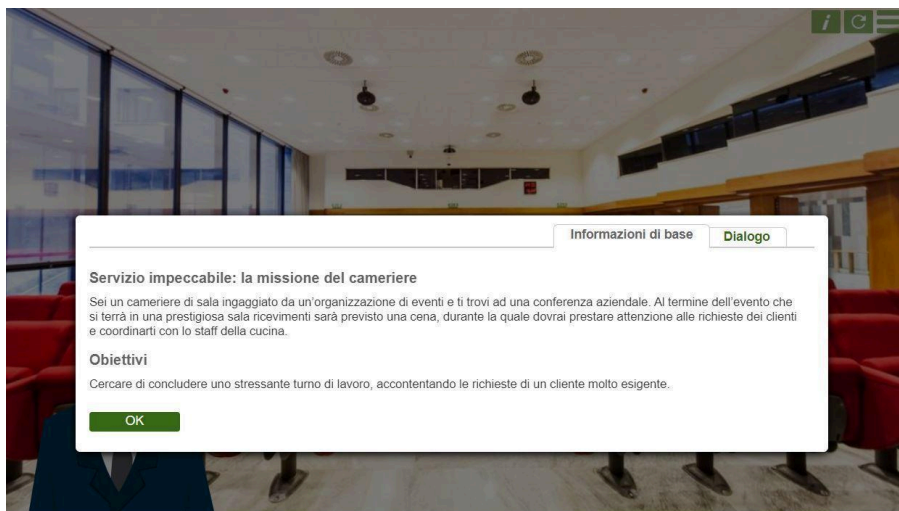 Informazioni di base
Dialogo
Servizio impeccabile: la missione del cameriere
Sei un cameriere di sala ingaggiato da un'organizzazione di eventi e ti trovi ad una conferenza aziendale. Al termine dell'evento che
si terrà in una prestigiosa sala ricevimenti sarà previsto una cena, durante la quale dovrai prestare attenzione alle richieste dei clienti
e coordinarti con lo staff della cucina.
Obiettivi
Cercare di concludere uno stressante turno di lavoro, accontentando le richieste di un cliente molto esigente.
OK